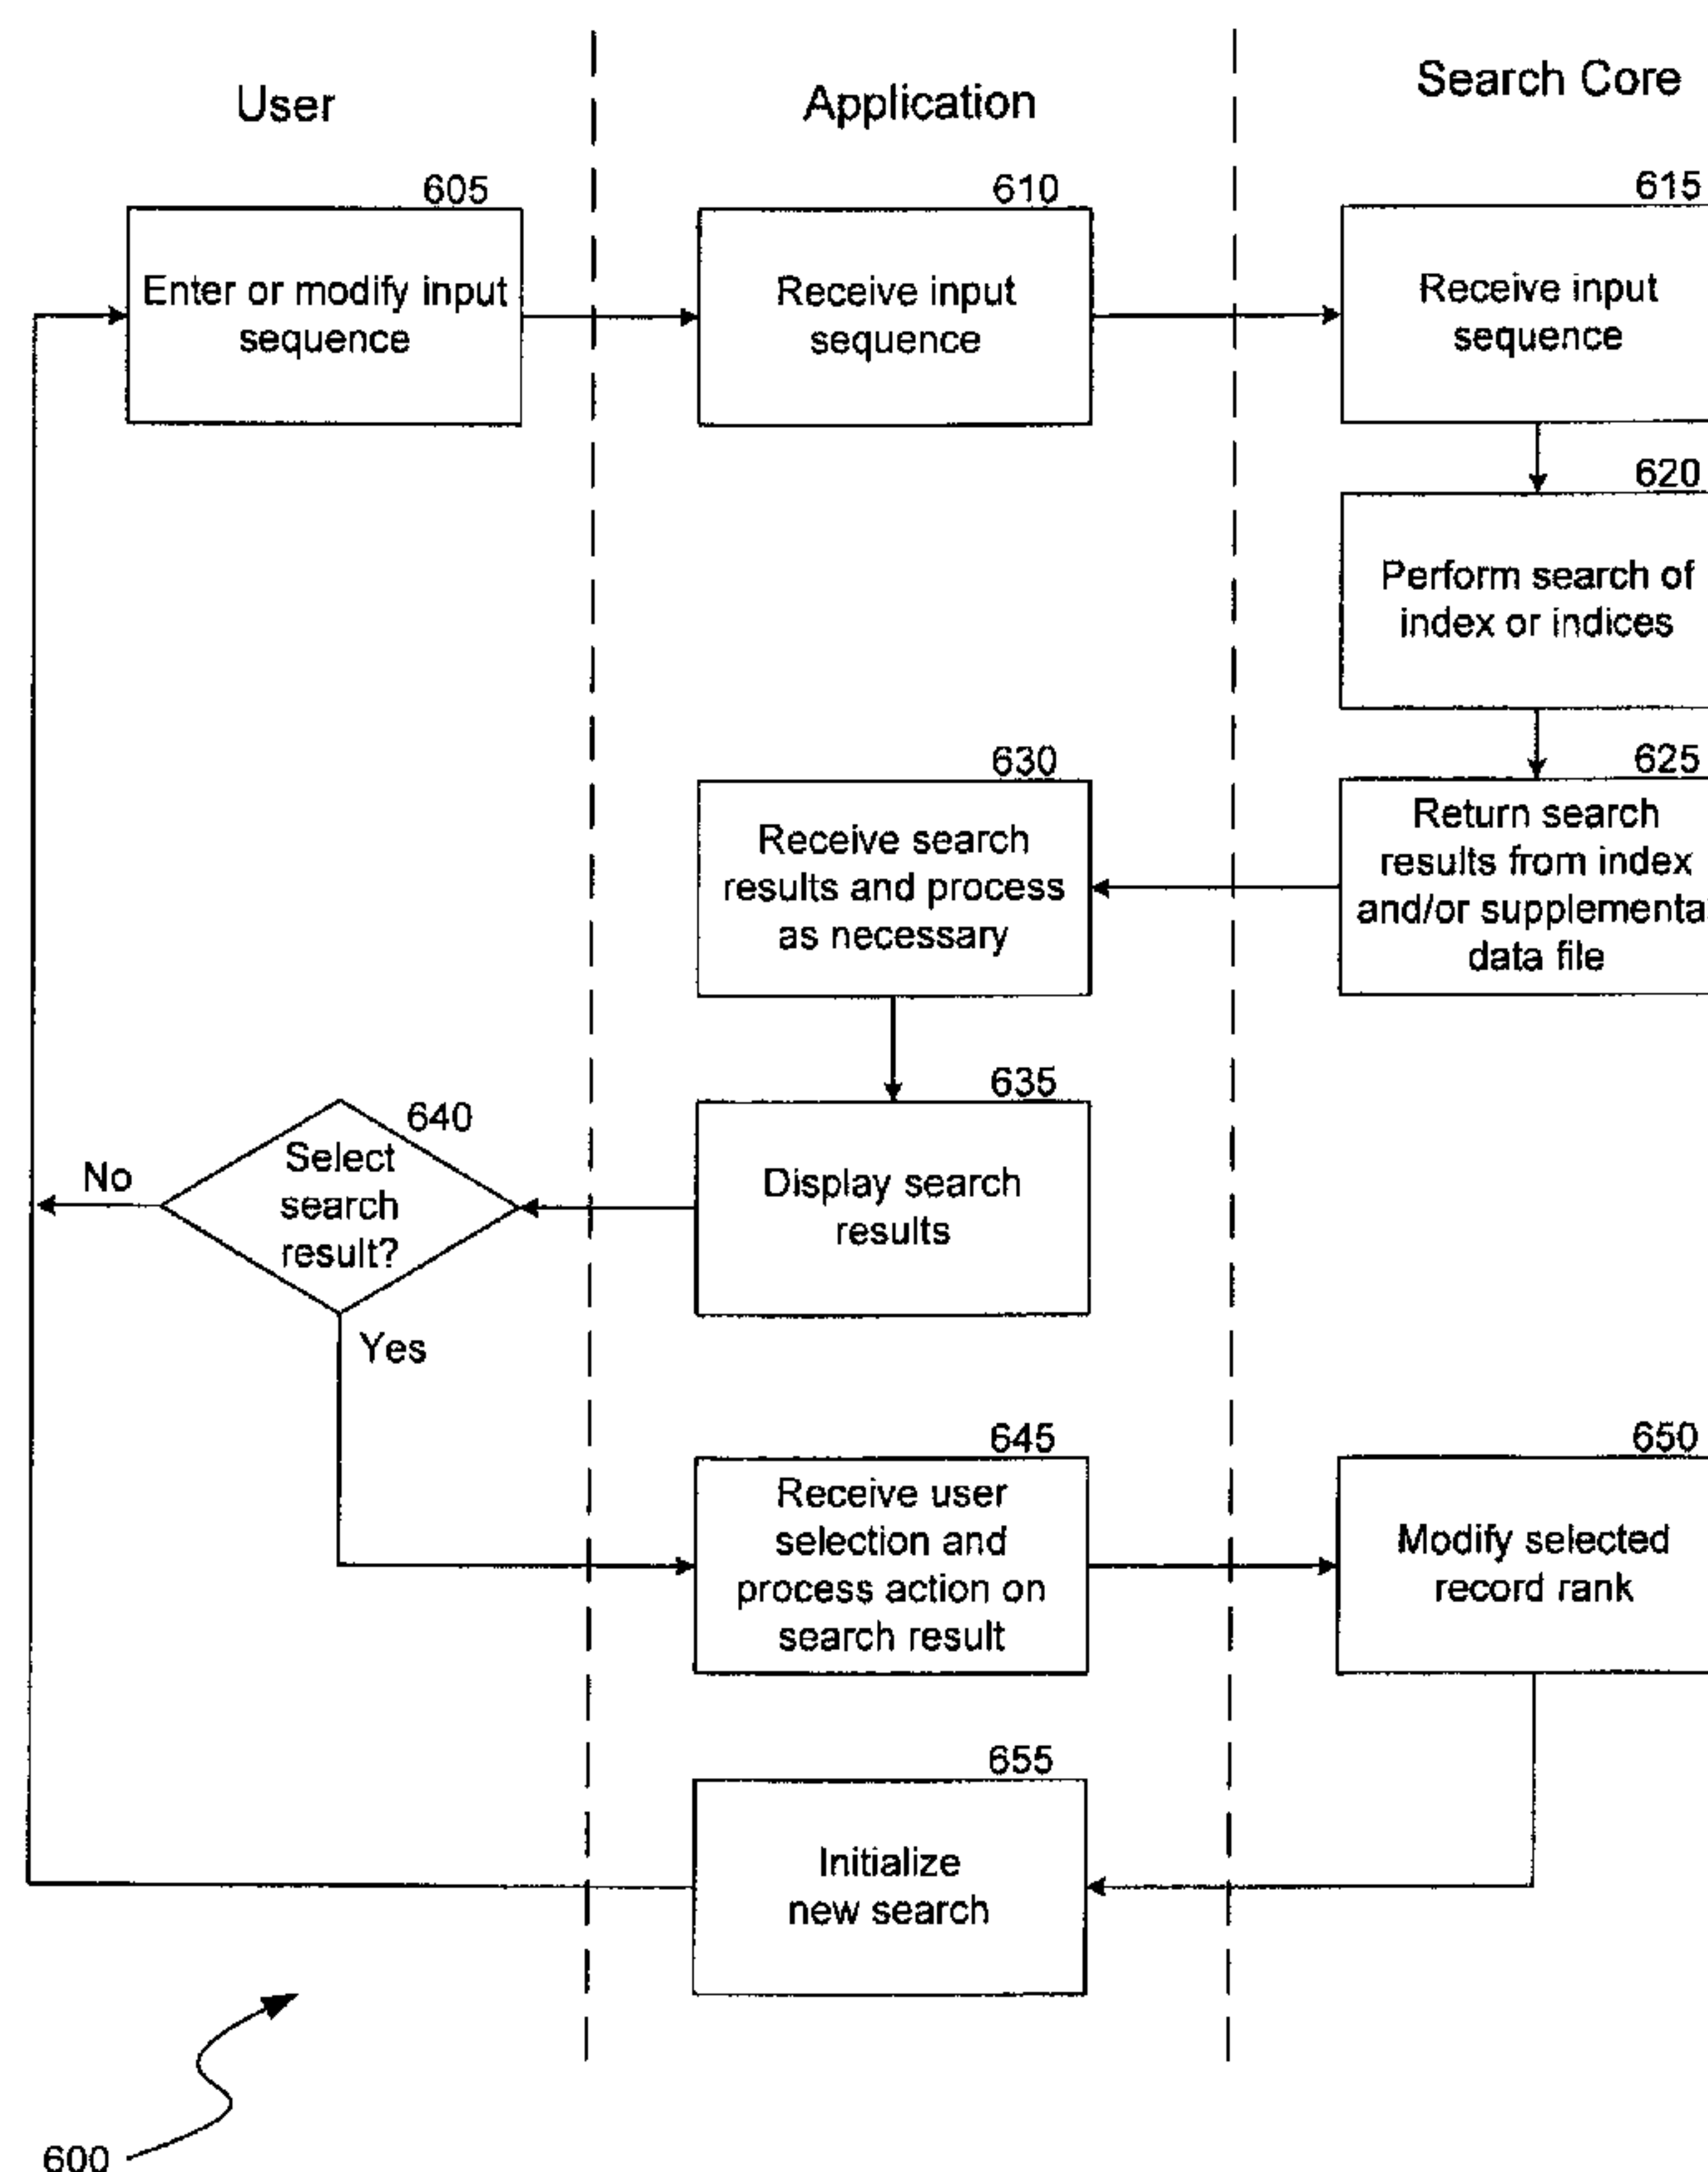 User
Application
Search Core
605
Enter or modify input
sequence
610
Receive input
sequence
615
Receive input
sequence
620
Perform search of
index or indices
625
Return search
results from index
and/or supplemental
data file
630
Receive search
results and process
as necessary
635
Display search
results
640
Select
search
result?
No
Yes
645
Receive user
selection and
process action on
search result
650
Modify selected
record rank
655
Initialize
new search
600